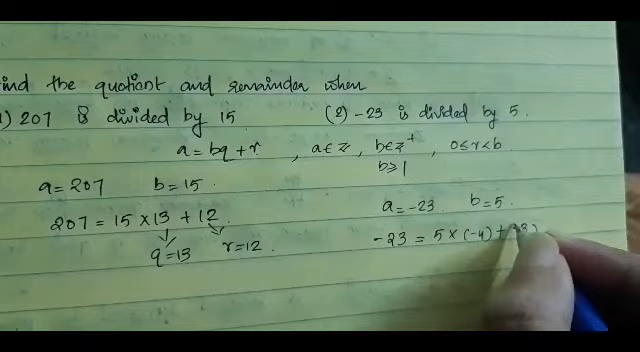 ind the quotient and remainder when
1) 207 is divided by 15 (2) -23 is divided by 5.
a = bq + r , a ∈ z , b ∈ z⁺ , 0 ≤ r < b
b ≥ 1
a = 207 b = 15
a = -23 b = 5.
207 = 15 × 13 + 12
-23 = 5 × (-4) +
q = 13 r = 12